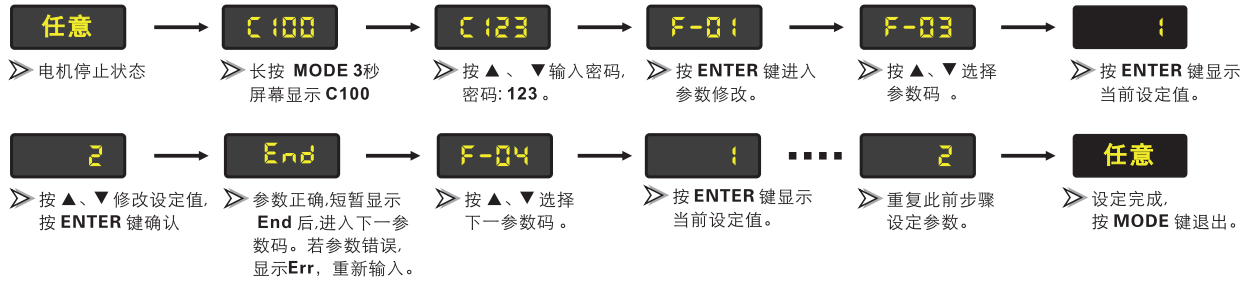 任意 C100 C123 F-01 F-03 1
电机停止状态
长按 MODE 3秒
屏幕显示 C100
按▲、▼输入密码,
密码: 123 。
按 ENTER 键进入
参数修改。
按▲、▼选择
参数码 。
按 ENTER 键显示
当前设定值。
2 End F-04 1 2 任意
按▲、▼修改设定值,
按 ENTER 键确认
参数正确,短暂显示
End 后,进入下一参
数码。若参数错误,
显示Err，重新输入。
按▲、▼选择
下一参数码 。
按 ENTER 键显示
当前设定值。
重复此前步骤
设定参数。
设定完成,
按 MODE 键退出。